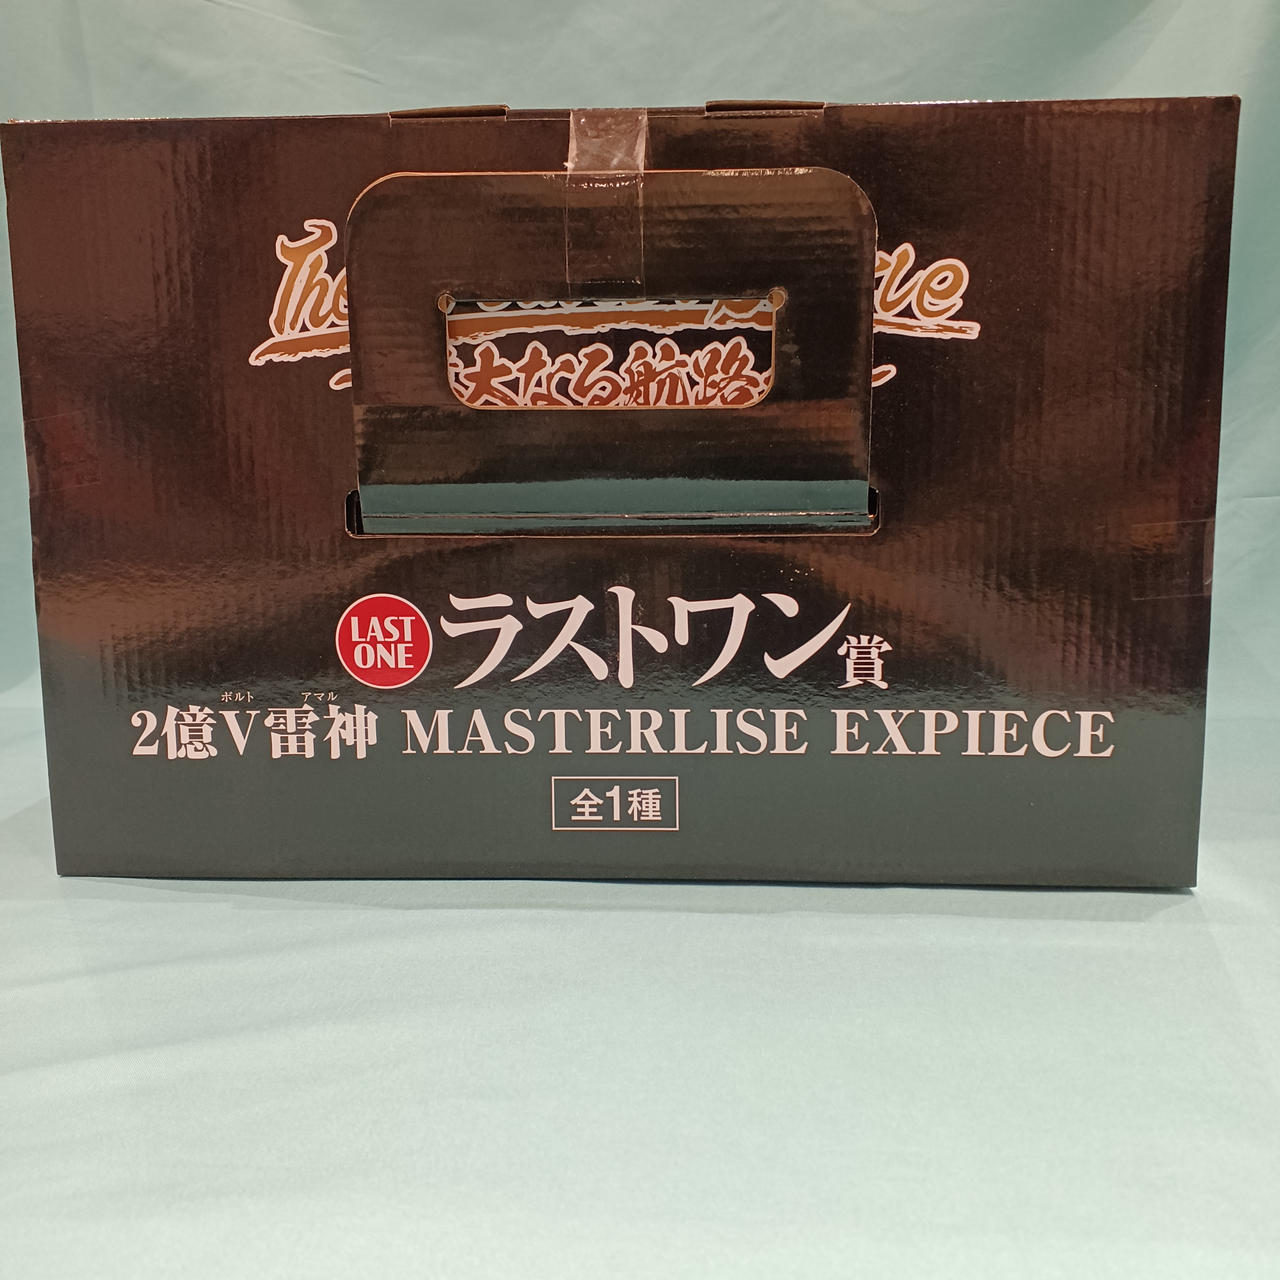 The
大なる航路
LAST
ONE
ラストワン賞
ボルト アマル
2億V雷神 MASTERLISE EXPIECE
全1種